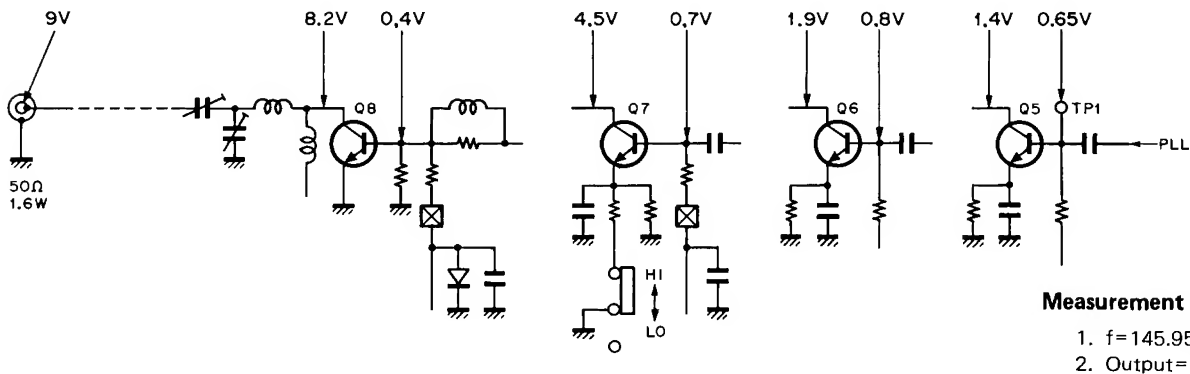 9V 8.2V 0.4V 4.5V 0.7V 1.9V 0.8V 1.4V 0.65V
Q8 Q7 Q6 Q5 TP1
PLL
50Ω
1.6W
HI
LO
Measurement
1. f=145.95
2. Output=